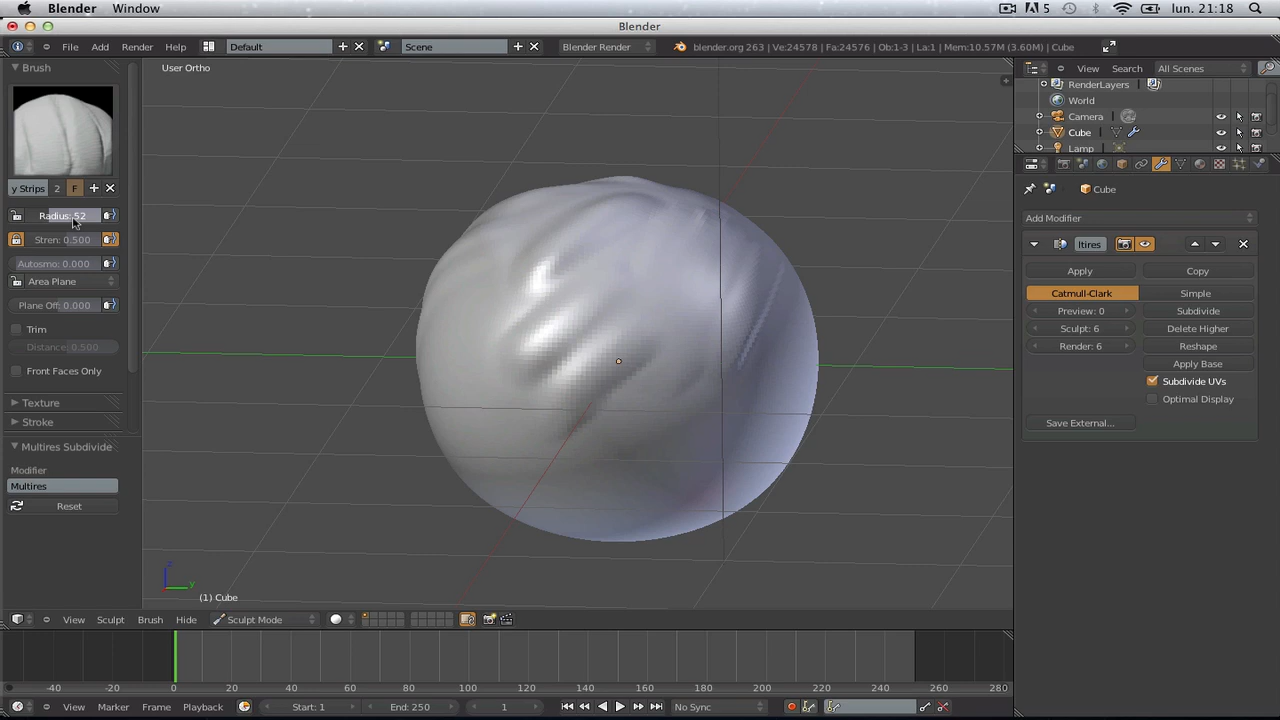 Blender Window 5 lun. 21:18
Blender
File Add Render Help Default Scene Blender Render blender.org 263 | Ve:24578 | Fa:24576 | Ob:1-3 | La:1 | Mem:10.57M (3.60M) | Cube
View Search All Scenes
Brush
User Ortho
RenderLayers
World
Camera
Cube
Lamp
y Strips 2 F
Cube
Radius: 52
Add Modifier
Stren: 0.500
ltires
Autosmo: 0.000
Apply Copy
Area Plane
Catmull-Clark Simple
Plane Off: 0.000
Preview: 0 Subdivide
Trim
Sculpt: 6 Delete Higher
Distance: 0.500
Render: 6 Reshape
Front Faces Only
Apply Base
Subdivide UVs
Texture
Optimal Display
Stroke
Save External...
Multires Subdivide
Modifier
Multires
Reset
z
y
(1) Cube
View Sculpt Brush Hide Sculpt Mode
-40 -20 0 20 40 60 80 100 120 140 160 180 200 220 240 260 280
View Marker Frame Playback Start: 1 End: 250 1 No Sync